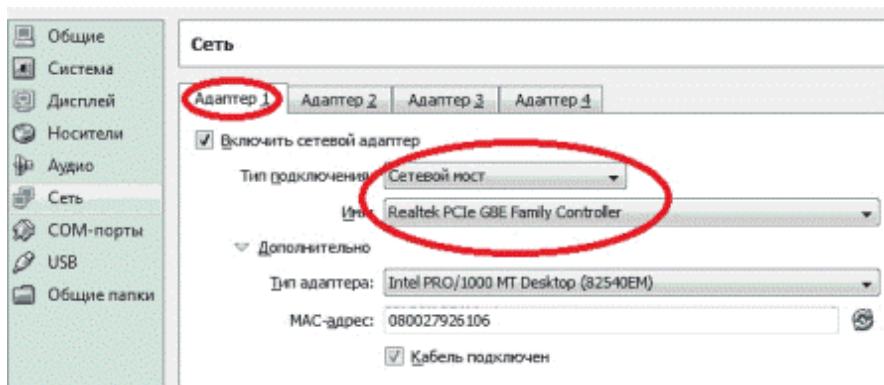 Общие
Система
Дисплей
Носители
Аудио
Сеть
COM-порты
USB
Общие папки
Сеть
Адаптер 1 Адаптер 2 Адаптер 3 Адаптер 4
Включить сетевой адаптер
Тип подключения: Сетевой мост
Имя: Realtek PCIe GBE Family Controller
Дополнительно
Тип адаптера: Intel PRO/1000 MT Desktop (82540EM)
MAC-адрес: 080027926106
Кабель подключен